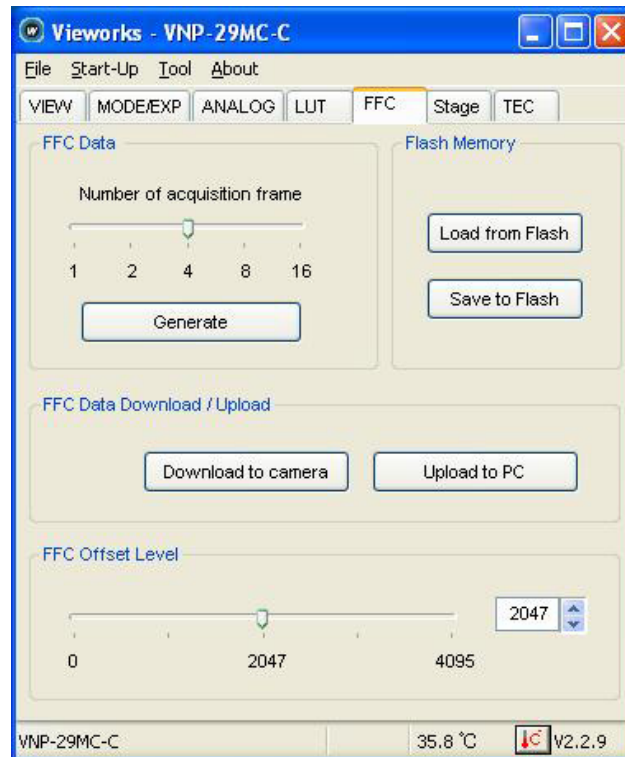 Vieworks - VNP-29MC-C
File Start-Up Tool About
VIEW MODE/EXP ANALOG LUT FFC Stage TEC
FFC Data
Number of acquisition frame
1 2 4 8 16
Generate
Flash Memory
Load from Flash
Save to Flash
FFC Data Download / Upload
Download to camera Upload to PC
FFC Offset Level
2047
0 2047 4095
VNP-29MC-C 35.8 ℃ C V2.2.9